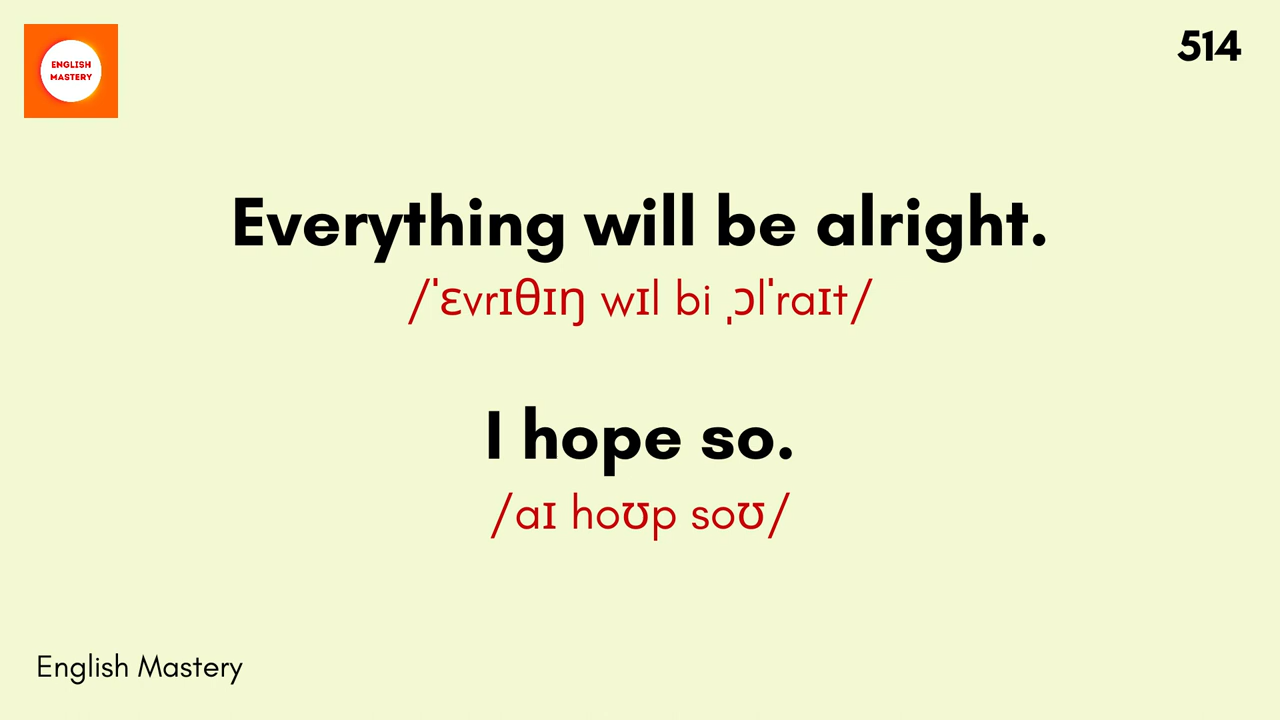 ENGLISH
MASTERY
514
Everything will be alright.
/ˈɛvrɪθɪŋ wɪl bi ˌɔlˈraɪt/
I hope so.
/aɪ hoʊp soʊ/
English Mastery